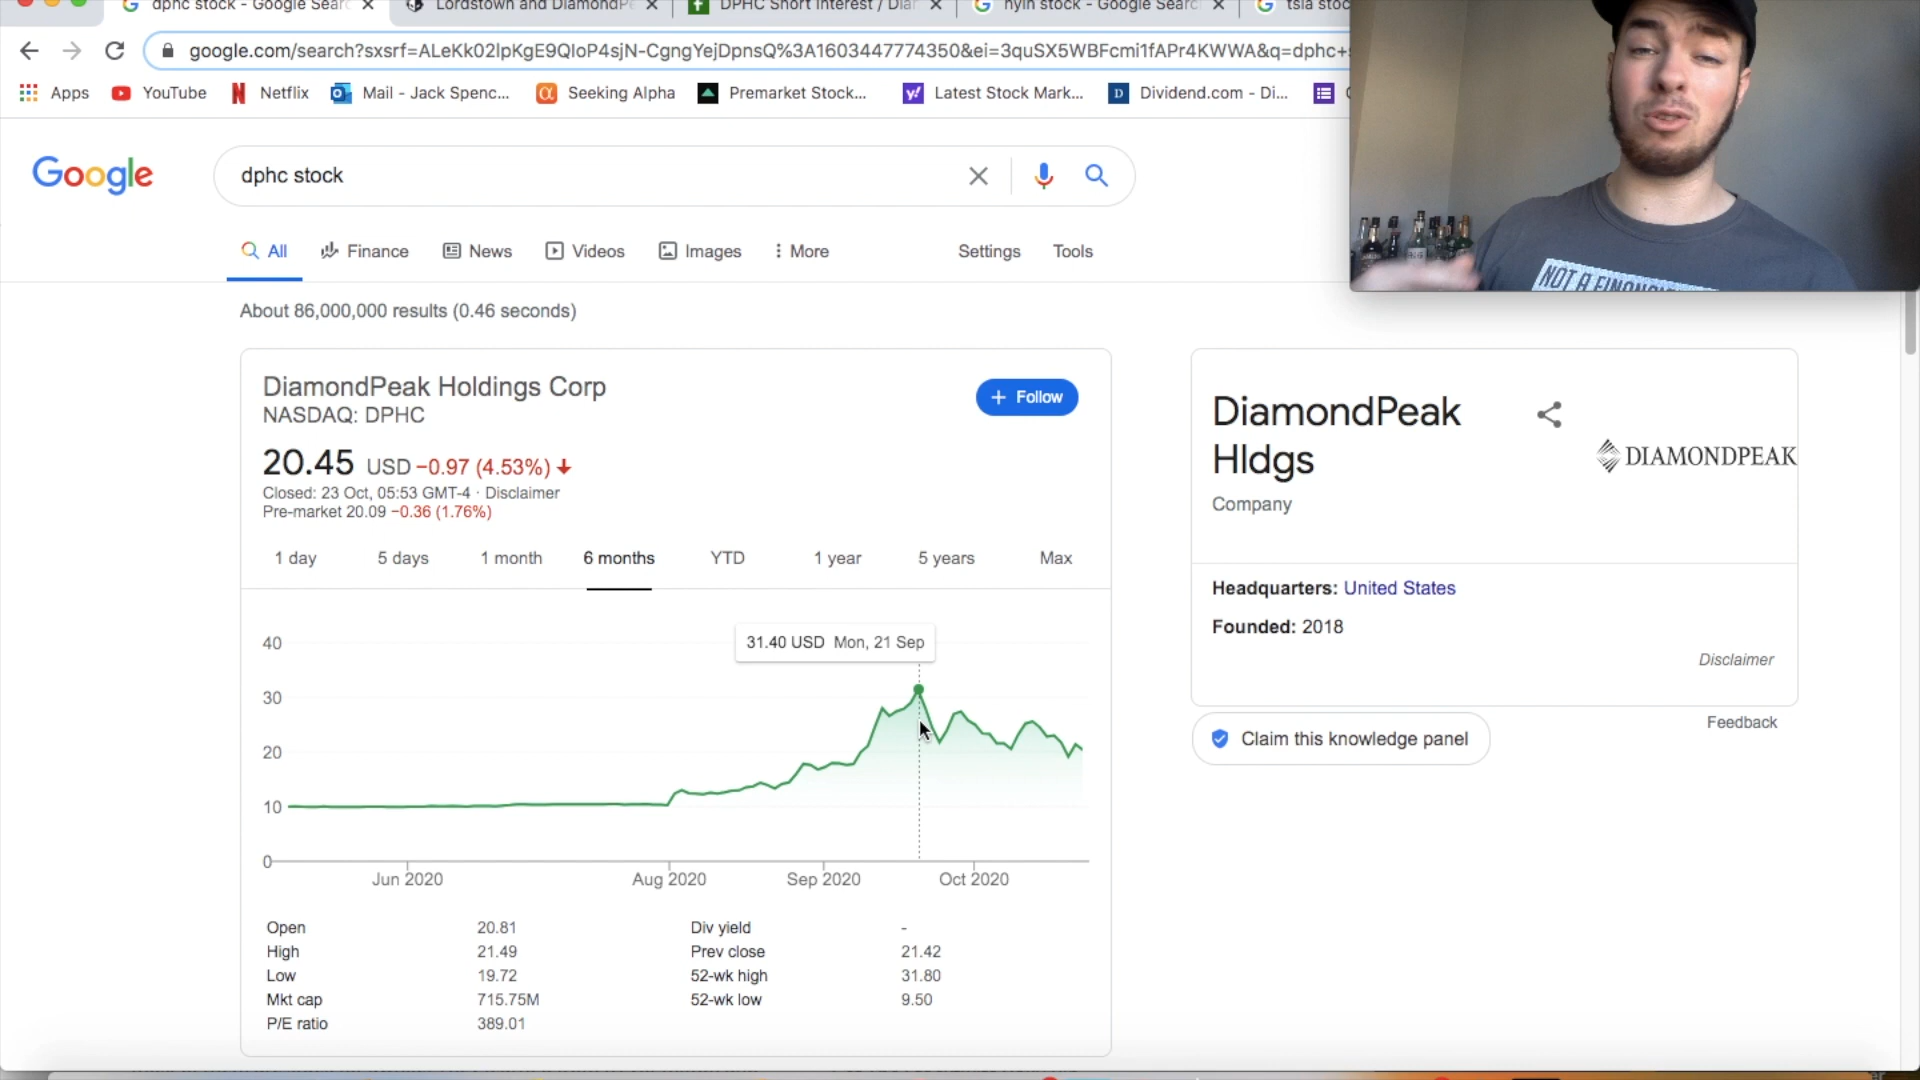 dphc stock - Google Searc
Lordstown and DiamondPe
DPHC Short Interest / Diar
hyln stock - Google Searc
tsla stoc
google.com/search?sxsrf=ALeKk02lpKgE9QIoP4sjN-CgngYejDpnsQ%3A1603447774350&ei=3quSX5WBFcmi1fAPr4KWWA&q=dphc+s
Apps
YouTube
Netflix
Mail - Jack Spenc...
Seeking Alpha
Premarket Stock...
Latest Stock Mark...
Dividend.com - Di...
Google
dphc stock
All
Finance
News
Videos
Images
More
Settings
Tools
NOT A FINANCI
About 86,000,000 results (0.46 seconds)
DiamondPeak Holdings Corp
NASDAQ: DPHC
+ Follow
20.45 USD −0.97 (4.53%)
Closed: 23 Oct, 05:53 GMT-4 · Disclaimer
Pre-market 20.09 −0.36 (1.76%)
1 day
5 days
1 month
6 months
YTD
1 year
5 years
Max
31.40 USD Mon, 21 Sep
40
30
20
10
0
Jun 2020
Aug 2020
Sep 2020
Oct 2020
Open 20.81
High 21.49
Low 19.72
Mkt cap 715.75M
P/E ratio 389.01
Div yield -
Prev close 21.42
52-wk high 31.80
52-wk low 9.50
DiamondPeak
Hldgs
Company
DIAMONDPEAK
Headquarters: United States
Founded: 2018
Disclaimer
Feedback
Claim this knowledge panel